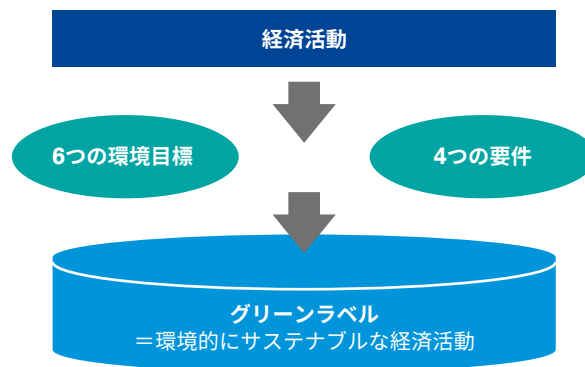 経済活動
6つの環境目標
4つの要件
グリーンラベル
＝環境的にサステナブルな経済活動